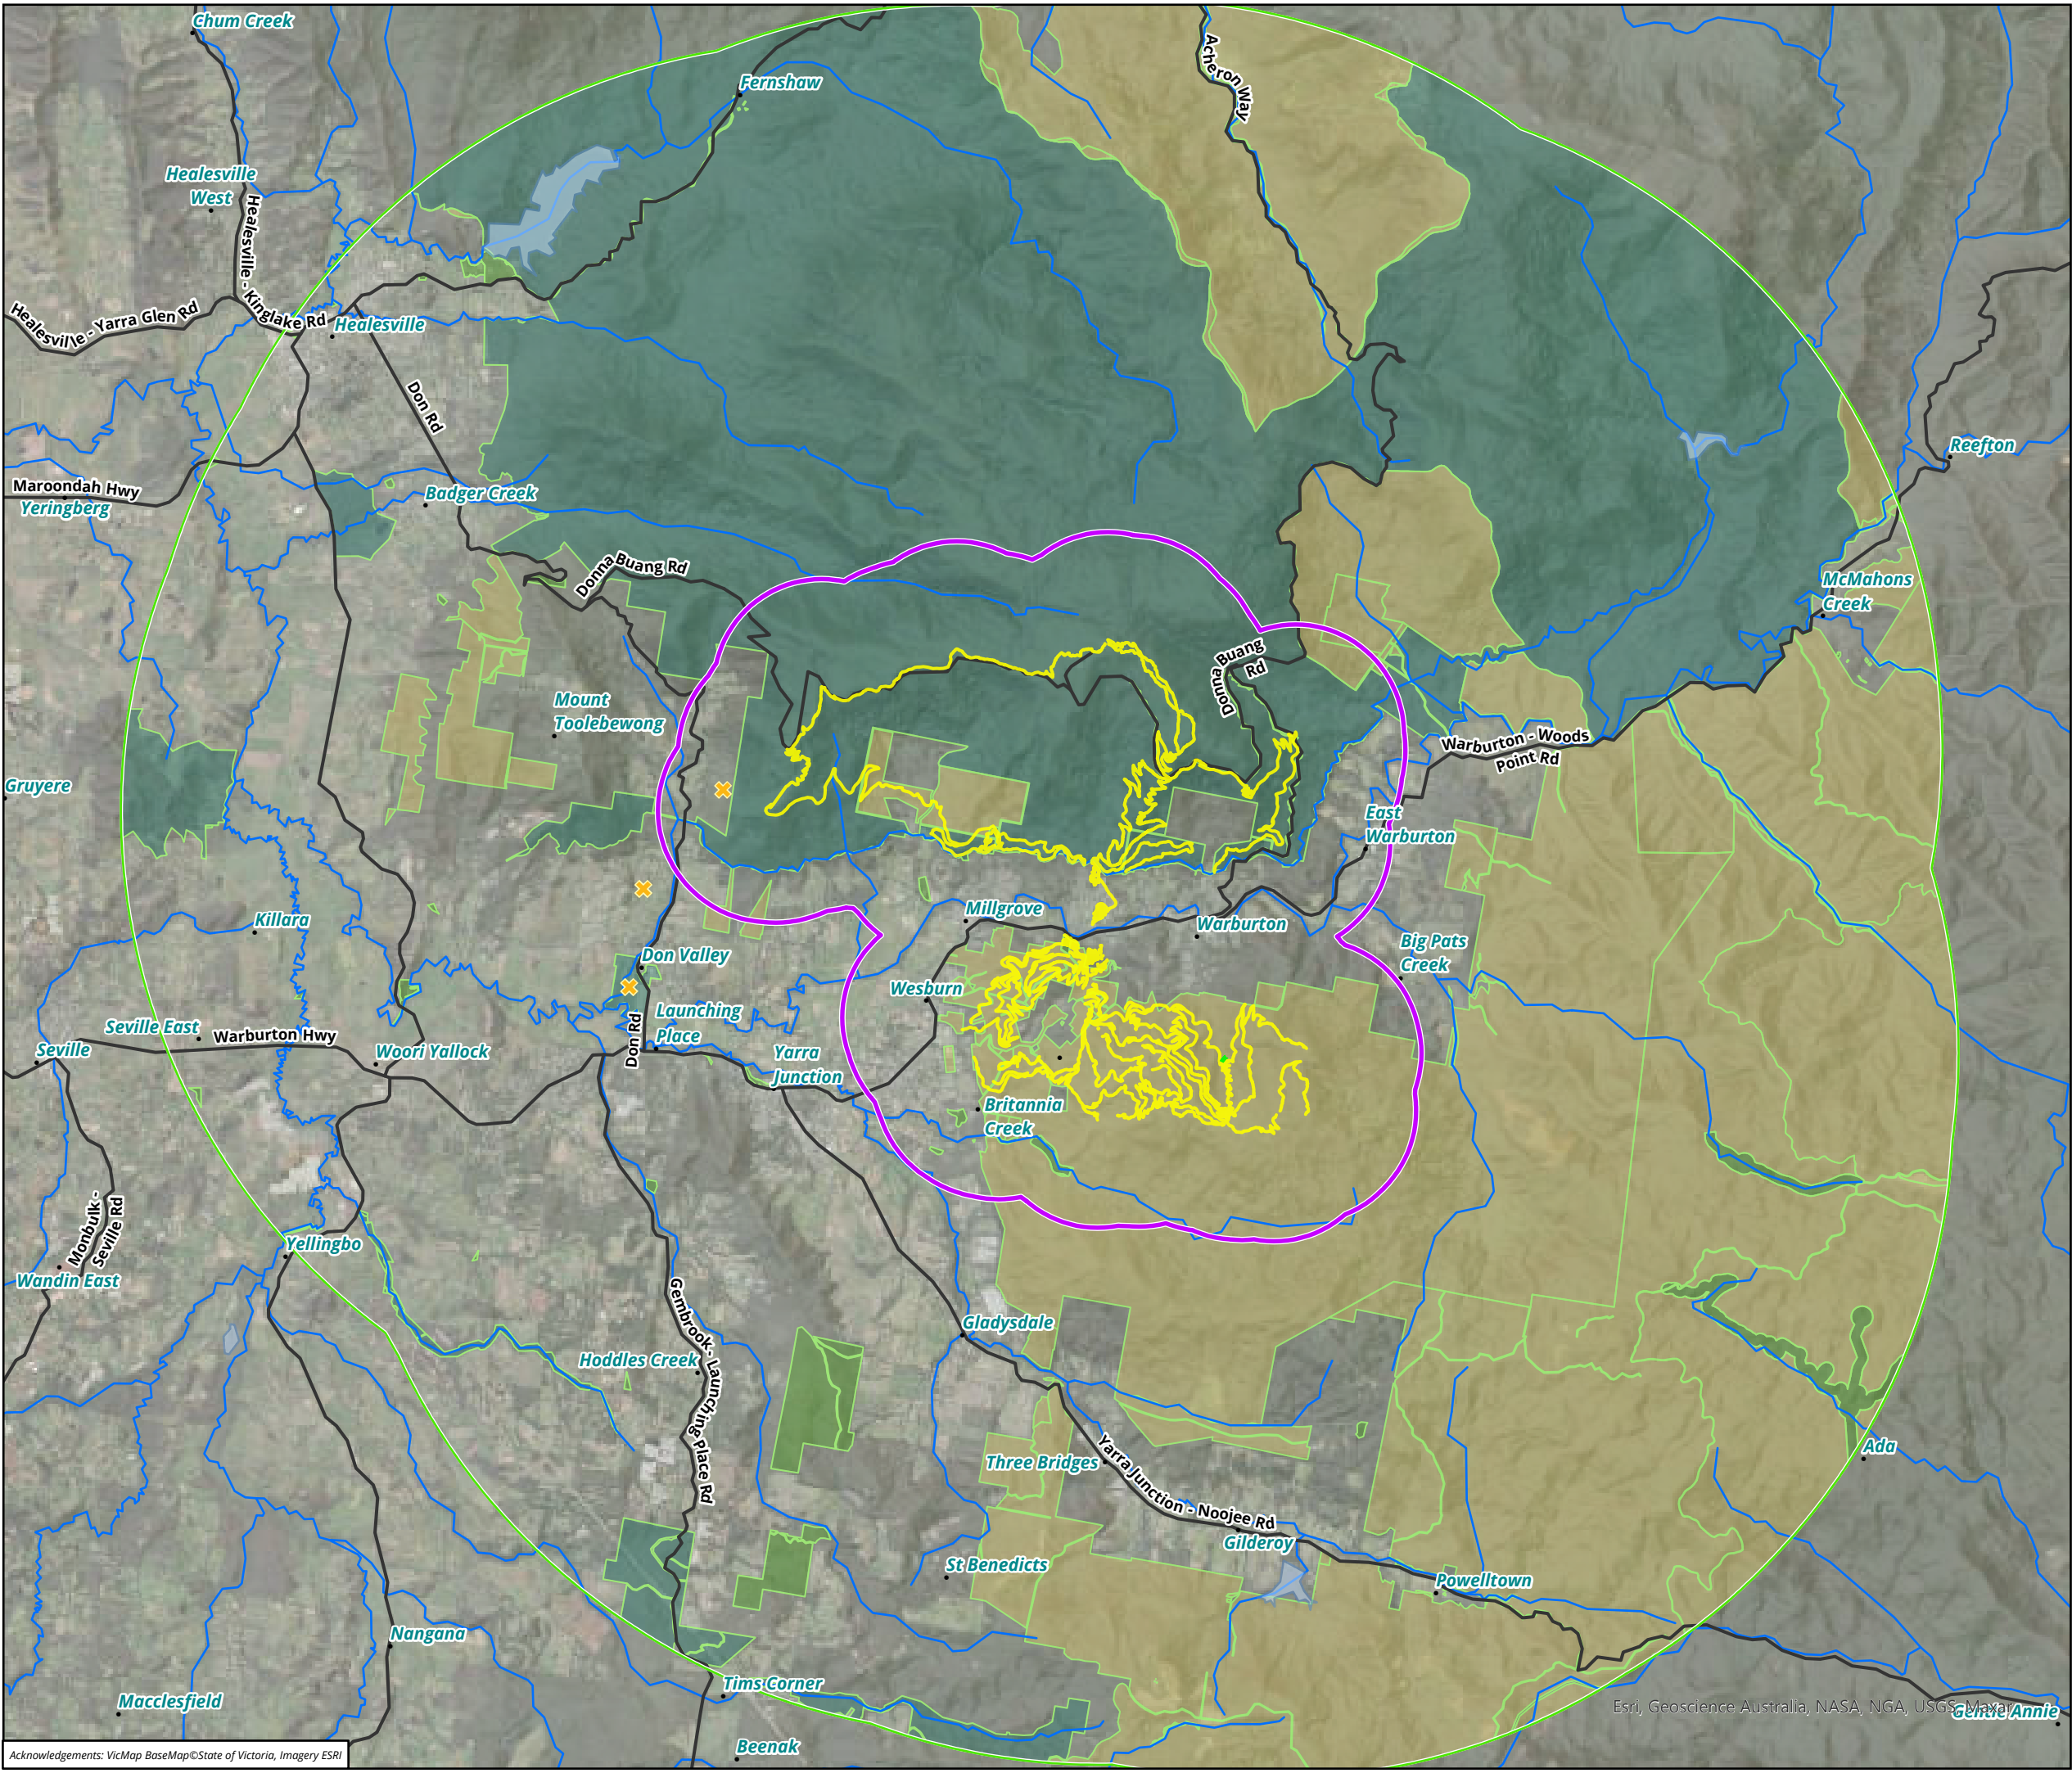 Chum Creek
Fernshaw
Acheron Way
Healesville
West
Healesville - Kinglake Rd
Healesville - Yarra Glen Rd
Healesville
Don Rd
Maroondah Hwy
Yeringberg
Badger Creek
Reefton
Donna Buang Rd
McMahons
Creek
Donna Buang
Rd
Mount
Toolebewong
Warburton - Woods
Point Rd
Gruyere
East
Warburton
Killara
Millgrove
Warburton
Big Pats
Creek
Don Valley
Wesburn
Launching
Place
Seville East
Warburton Hwy
Don Rd
Seville
Woori Yallock
Yarra
Junction
Britannia
Creek
Monbulk -
Seville Rd
Yellingbo
Wandin East
Gembrook - Launching Place Rd
Gladysdale
Hoddles Creek
Three Bridges
Yarra Junction - Noojee Rd
Ada
Gilderoy
St Benedicts
Powelltown
Nangana
Tims Corner
Macclesfield
Esri, Geoscience Australia, NASA, NGA, USGS, Maxar
Gentle Annie
Beenak
Acknowledgements: VicMap BaseMap©State of Victoria, Imagery ESRI